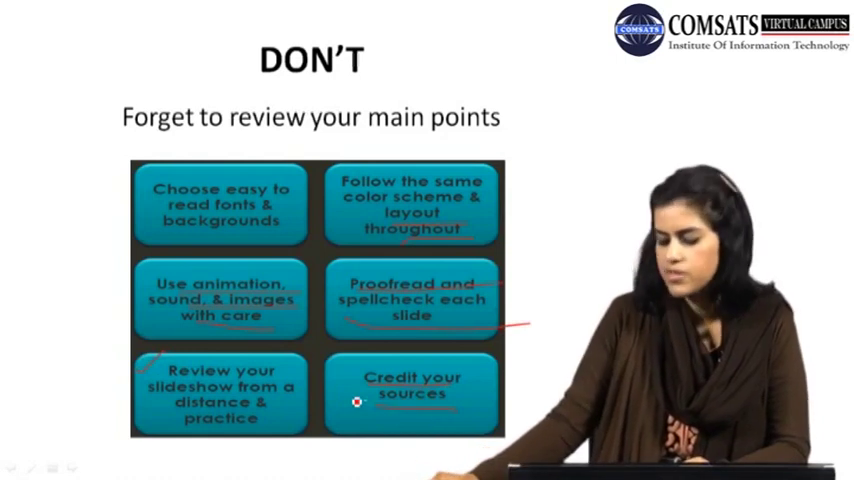 COMSATS
COMSATS VIRTUAL CAMPUS
Institute Of Information Technology
DON'T
Forget to review your main points
Choose easy to
read fonts &
backgrounds
Follow the same
color scheme &
layout
throughout
Use animation,
sound, & images
with care
Proofread and
spellcheck each
slide
Review your
slideshow from a
distance &
practice
Credit your
sources